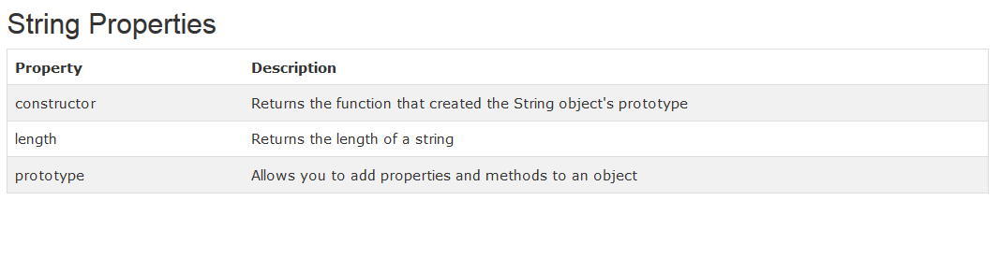 String Properties
Property Description
constructor Returns the function that created the String object's prototype
length Returns the length of a string
prototype Allows you to add properties and methods to an object